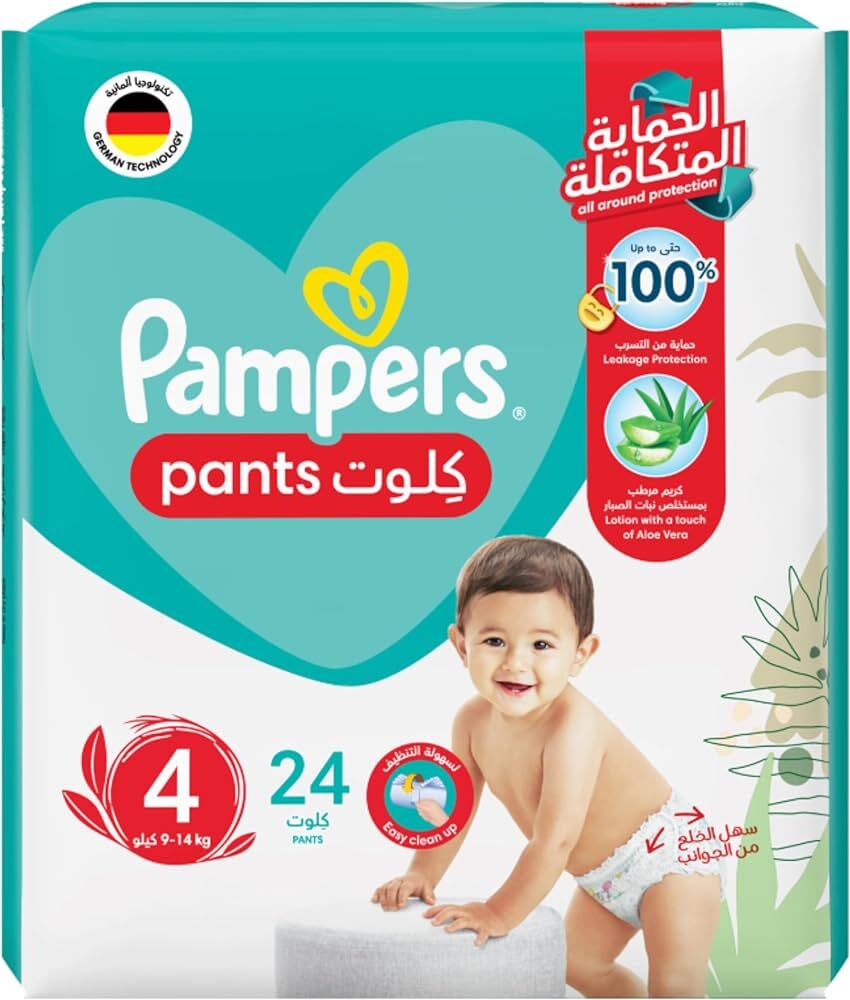 تكنولوجيا ألمانية
GERMAN TECHNOLOGY
الحماية
المتكاملة
all around protection
Up to حتى
100%
حماية من التسرب
Leakage Protection
كريم مرطب
بمستخلص نبات الصبار
Lotion with a touch
of Aloe Vera
Pampers®
pants كِلوت
4
9-14 kg كيلو
24
كِلوت
PANTS
لسهولة التنظيف
Easy clean up
سهل الخلع
من الجوانب